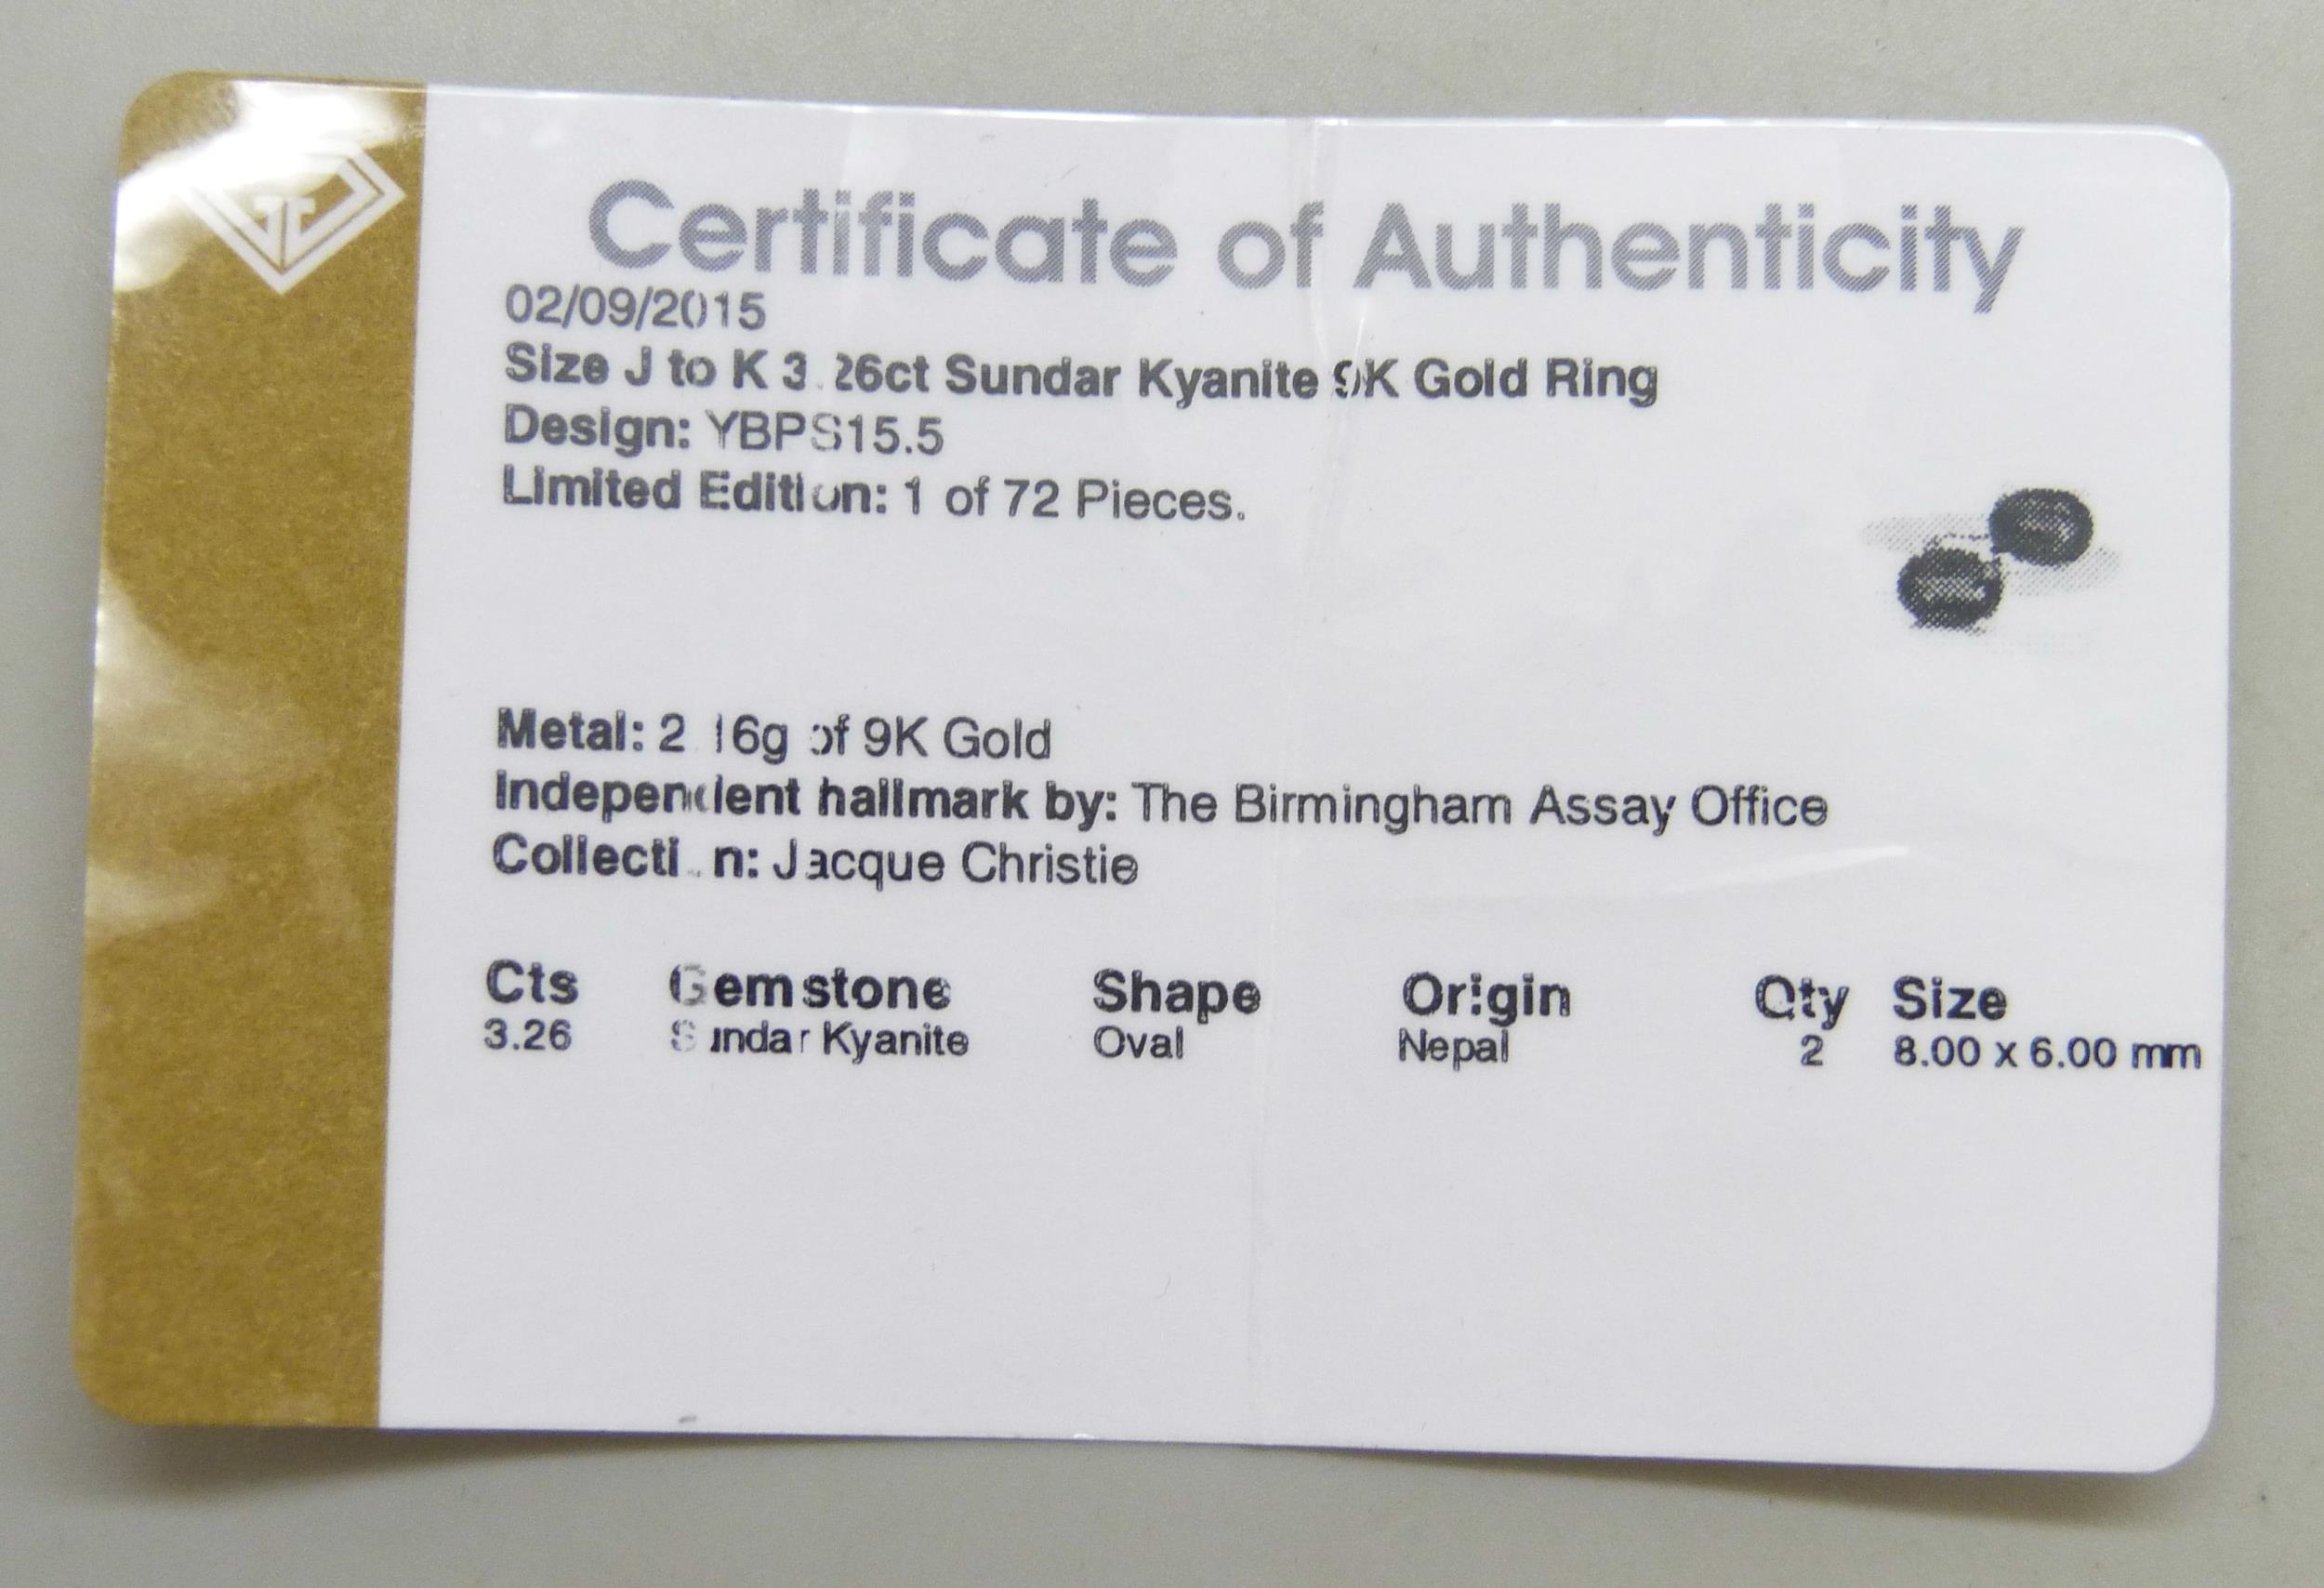 Certificate of Authenticity
02/09/2015
Size J to K 3.26ct Sundar Kyanite 9K Gold Ring
Design: YBPS15.5
Limited Edition: 1 of 72 Pieces.
Metal: 2.16g of 9K Gold
Independent hallmark by: The Birmingham Assay Office
Collection: Jacque Christie
Cts Gemstone Shape Origin Qty Size
3.26 Sundar Kyanite Oval Nepal 2 8.00 x 6.00 mm